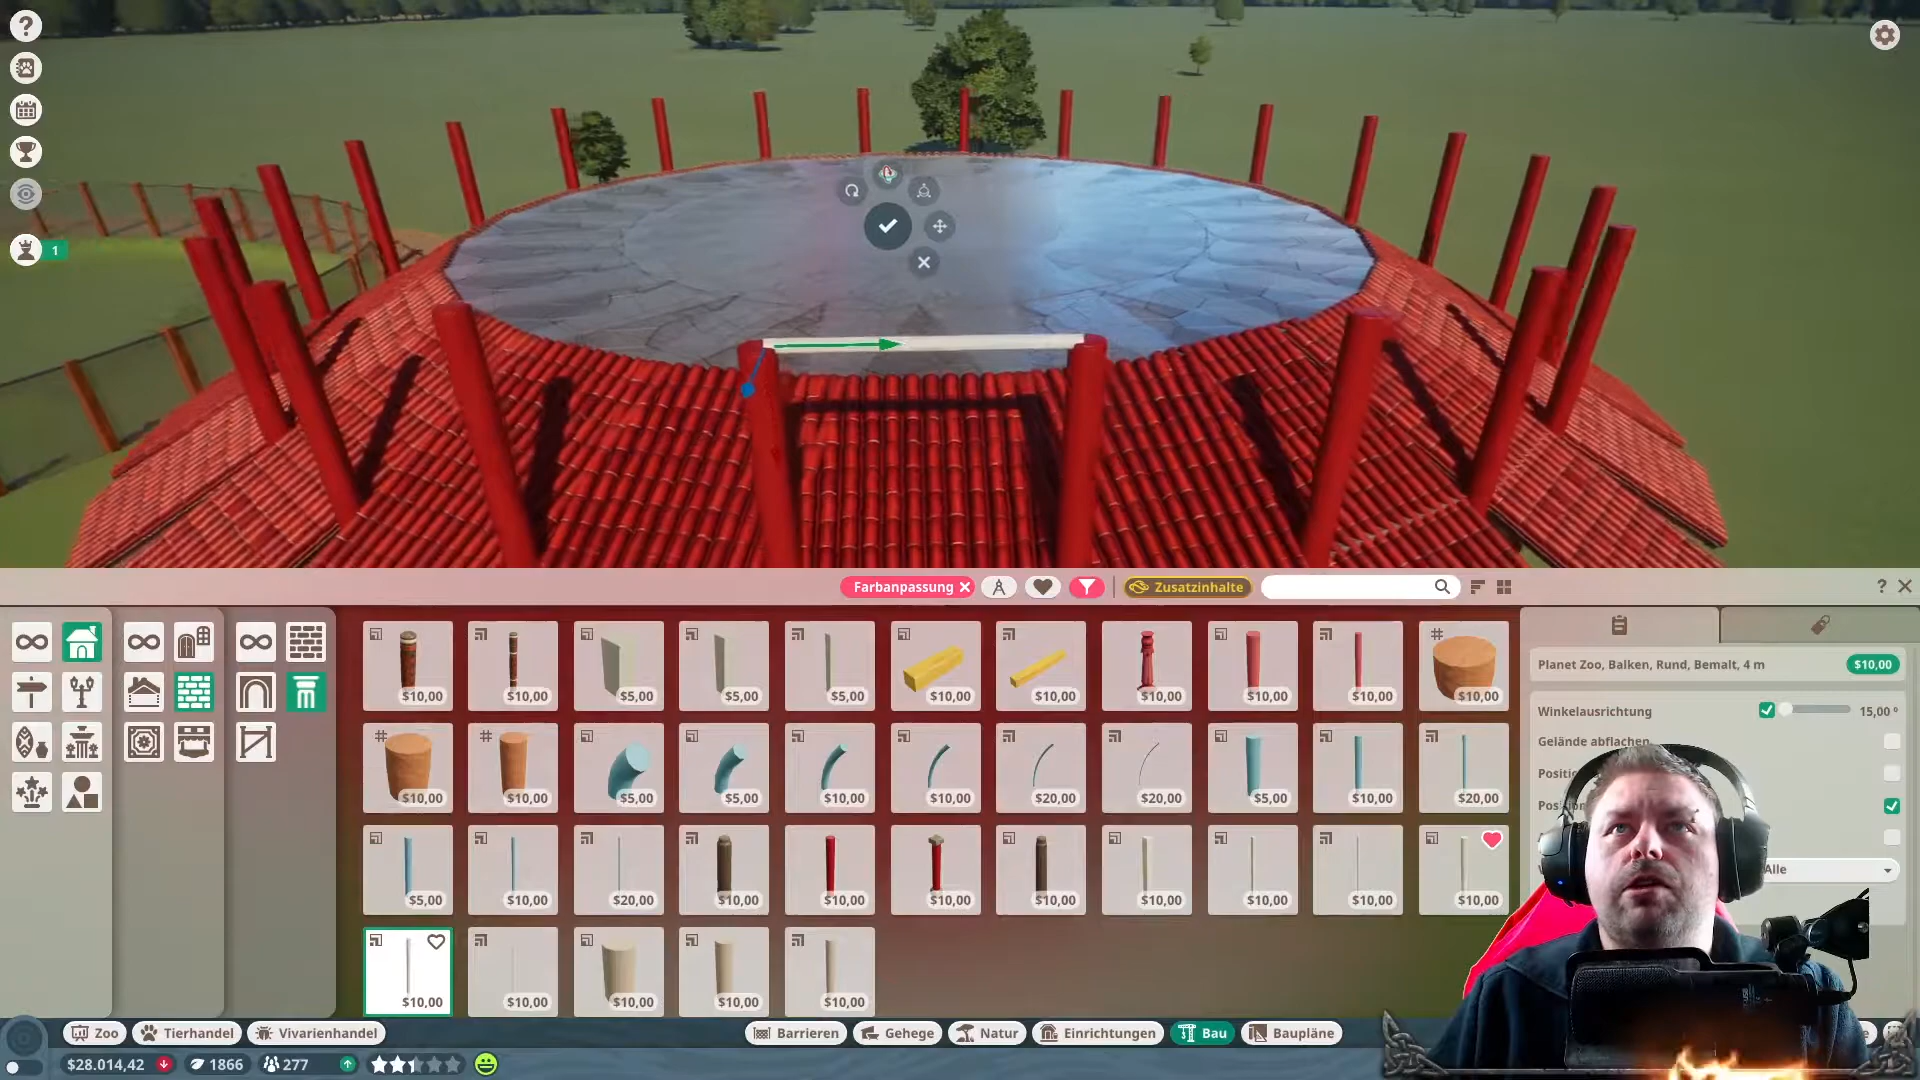 1
Farbanpassung
Zusatzinhalte
$10,00 $10,00 $5,00 $5,00 $5,00 $10,00 $10,00 $10,00 $10,00 $10,00 $10,00
$10,00 $10,00 $5,00 $5,00 $10,00 $10,00 $20,00 $20,00 $5,00 $10,00 $20,00
$5,00 $10,00 $20,00 $10,00 $10,00 $10,00 $10,00 $10,00 $10,00 $10,00 $10,00
$10,00 $10,00 $10,00 $10,00 $10,00
Planet Zoo, Balken, Rund, Bemalt, 4 m $10,00
Winkelausrichtung 15,00 °
Gelände abflachen
Alle
Zoo Tierhandel Vivarienhandel Barrieren Gehege Natur Einrichtungen Bau Baupläne
$28.014,42 1866 277